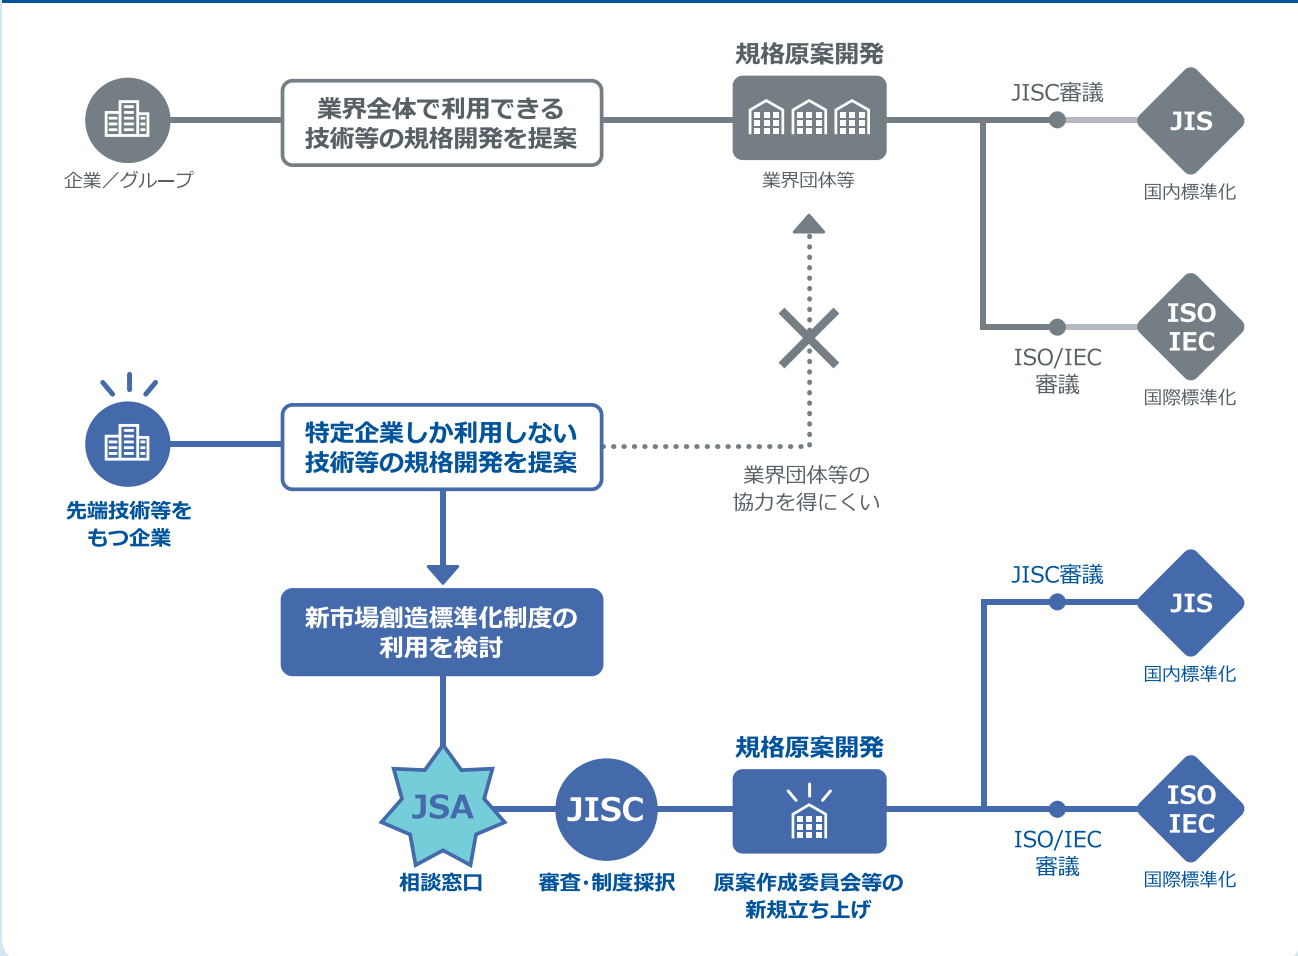 規格原案開発
業界全体で利用できる
技術等の規格開発を提案
企業／グループ
業界団体等
JISC審議
JIS
国内標準化
ISO
IEC
ISO/IEC
審議
国際標準化
特定企業しか利用しない
技術等の規格開発を提案
先端技術等を
もつ企業
業界団体等の
協力を得にくい
新市場創造標準化制度の
利用を検討
JISC審議
JIS
国内標準化
JSA
相談窓口
JISC
審査・制度採択
規格原案開発
原案作成委員会等の
新規立ち上げ
ISO
IEC
ISO/IEC
審議
国際標準化